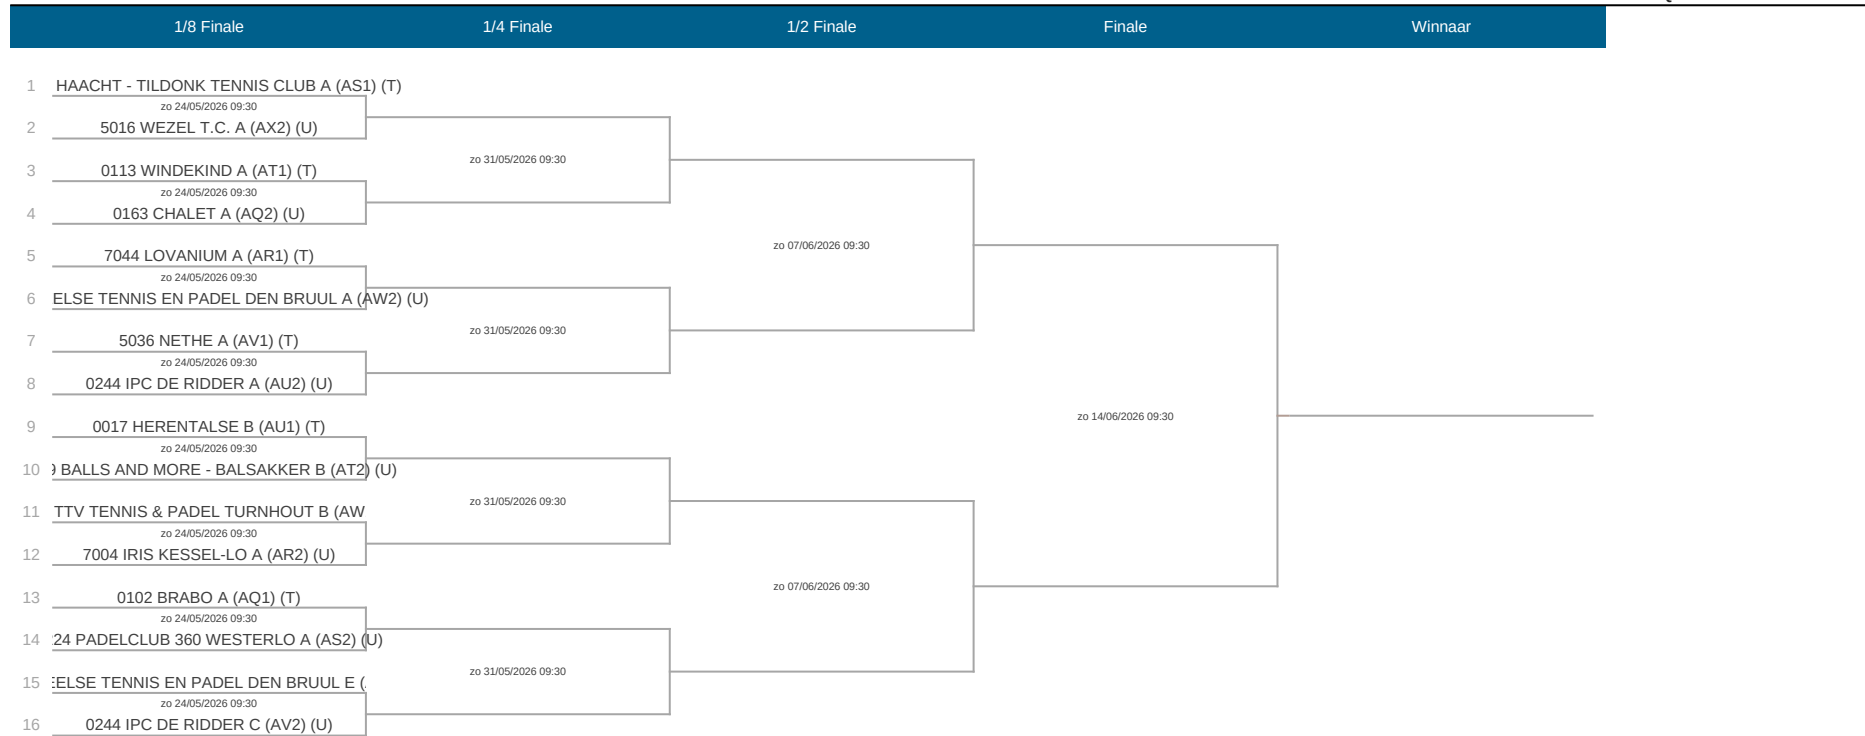 1/8 Finale 1/4 Finale 1/2 Finale Finale Winnaar
1 HAACHT - TILDONK TENNIS CLUB A (AS1) (T)
zo 24/05/2026 09:30
2 5016 WEZEL T.C. A (AX2) (U)
zo 31/05/2026 09:30
3 0113 WINDEKIND A (AT1) (T)
zo 24/05/2026 09:30
4 0163 CHALET A (AQ2) (U)
zo 07/06/2026 09:30
5 7044 LOVANIUM A (AR1) (T)
zo 24/05/2026 09:30
6 ELSE TENNIS EN PADEL DEN BRUUL A (AW2) (U)
zo 31/05/2026 09:30
7 5036 NETHE A (AV1) (T)
zo 24/05/2026 09:30
8 0244 IPC DE RIDDER A (AU2) (U)
zo 14/06/2026 09:30
9 0017 HERENTALSE B (AU1) (T)
zo 24/05/2026 09:30
10 9 BALLS AND MORE - BALSAKKER B (AT2) (U)
zo 31/05/2026 09:30
11 TTV TENNIS & PADEL TURNHOUT B (AW
zo 24/05/2026 09:30
12 7004 IRIS KESSEL-LO A (AR2) (U)
zo 07/06/2026 09:30
13 0102 BRABO A (AQ1) (T)
zo 24/05/2026 09:30
14 24 PADELCLUB 360 WESTERLO A (AS2) (U)
zo 31/05/2026 09:30
15 ELSE TENNIS EN PADEL DEN BRUUL E (
zo 24/05/2026 09:30
16 0244 IPC DE RIDDER C (AV2) (U)